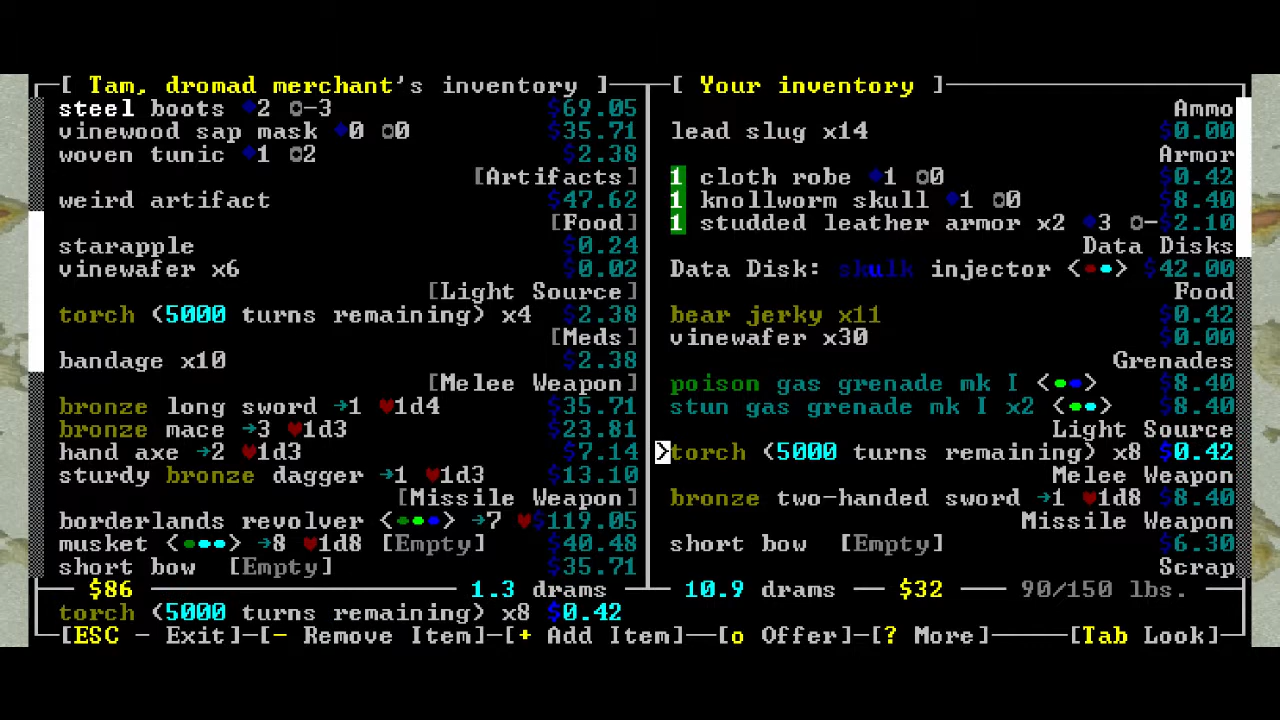 [ Tam, dromad merchant's inventory ]
steel boots ♦2 O-3 $69.05
vinewood sap mask ♦0 O0 $35.71
woven tunic ♦1 O2 $2.38
[Artifacts]
weird artifact $47.62
[Food]
starapple $0.24
vinewafer x6 $0.02
[Light Source]
torch (5000 turns remaining) x4 $2.38
[Meds]
bandage x10 $2.38
[Melee Weapon]
bronze long sword →1 ♥1d4 $35.71
bronze mace →3 ♥1d3 $23.81
hand axe →2 ♥1d3 $7.14
sturdy bronze dagger →1 ♥1d3 $13.10
[Missile Weapon]
borderlands revolver <●●●> →7 ♥$119.05
musket <●●●> →8 ♥1d8 [Empty] $40.48
short bow [Empty] $35.71
[ Your inventory ]
Ammo
lead slug x14 $0.00
Armor
1 cloth robe ♦1 O0 $0.42
1 knollworm skull ♦1 O0 $8.40
1 studded leather armor x2 ♦3 O-$2.10
Data Disks
Data Disk: skulk injector <●●> $42.00
Food
bear jerky x11 $0.42
vinewafer x30 $0.00
Grenades
poison gas grenade mk I <●●> $8.40
stun gas grenade mk I x2 <●●> $8.40
Light Source
>torch (5000 turns remaining) x8 $0.42
Melee Weapon
bronze two-handed sword →1 ♥1d8 $8.40
Missile Weapon
short bow [Empty] $6.30
Scrap
$86 1.3 drams 10.9 drams $32 90/150 lbs.
torch (5000 turns remaining) x8 $0.42
[ESC - Exit] [- Remove Item] [+ Add Item] [o Offer] [? More] [Tab Look]